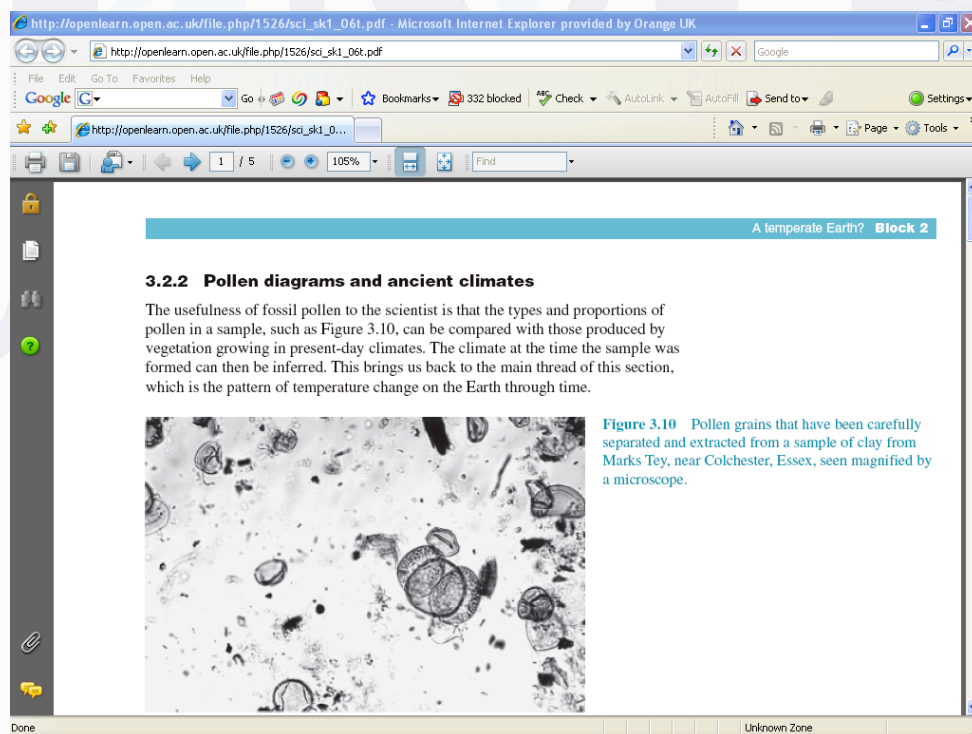 http://openlearn.open.ac.uk/file.php/1526/sci_sk1_06t.pdf - Microsoft Internet Explorer provided by Orange UK
http://openlearn.open.ac.uk/file.php/1526/sci_sk1_06t.pdf
Google
File Edit Go To Favorites Help
Google G Go Bookmarks 332 blocked ABC Check AutoLink AutoFill Send to Settings
http://openlearn.open.ac.uk/file.php/1526/sci_sk1_0... Page Tools
1 / 5 105% Find
A temperate Earth? Block 2
3.2.2 Pollen diagrams and ancient climates
The usefulness of fossil pollen to the scientist is that the types and proportions of
pollen in a sample, such as Figure 3.10, can be compared with those produced by
vegetation growing in present-day climates. The climate at the time the sample was
formed can then be inferred. This brings us back to the main thread of this section,
which is the pattern of temperature change on the Earth through time.
Figure 3.10 Pollen grains that have been carefully
separated and extracted from a sample of clay from
Marks Tey, near Colchester, Essex, seen magnified by
a microscope.
Done Unknown Zone